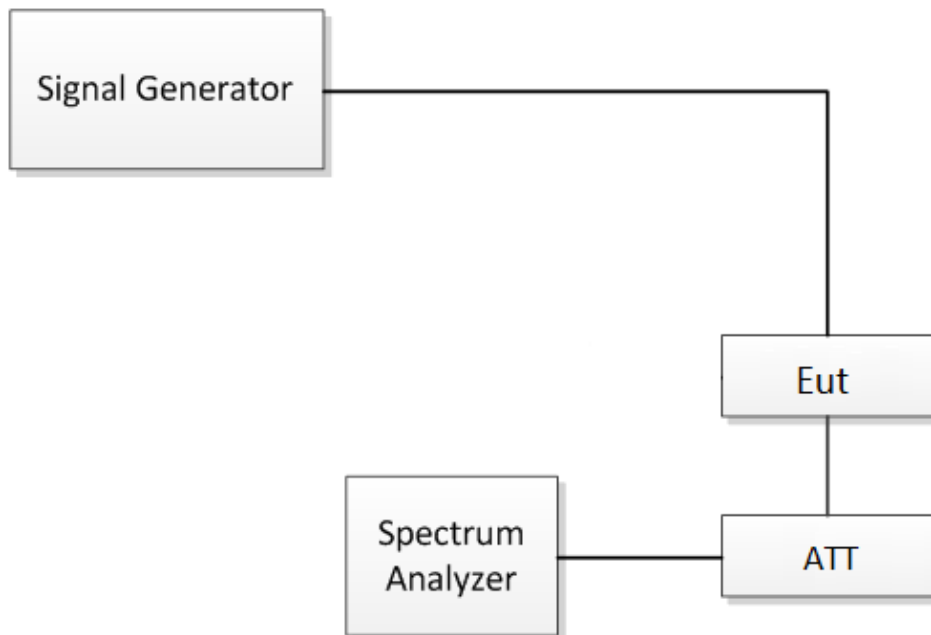 Signal Generator
Eut
Spectrum
Analyzer
ATT